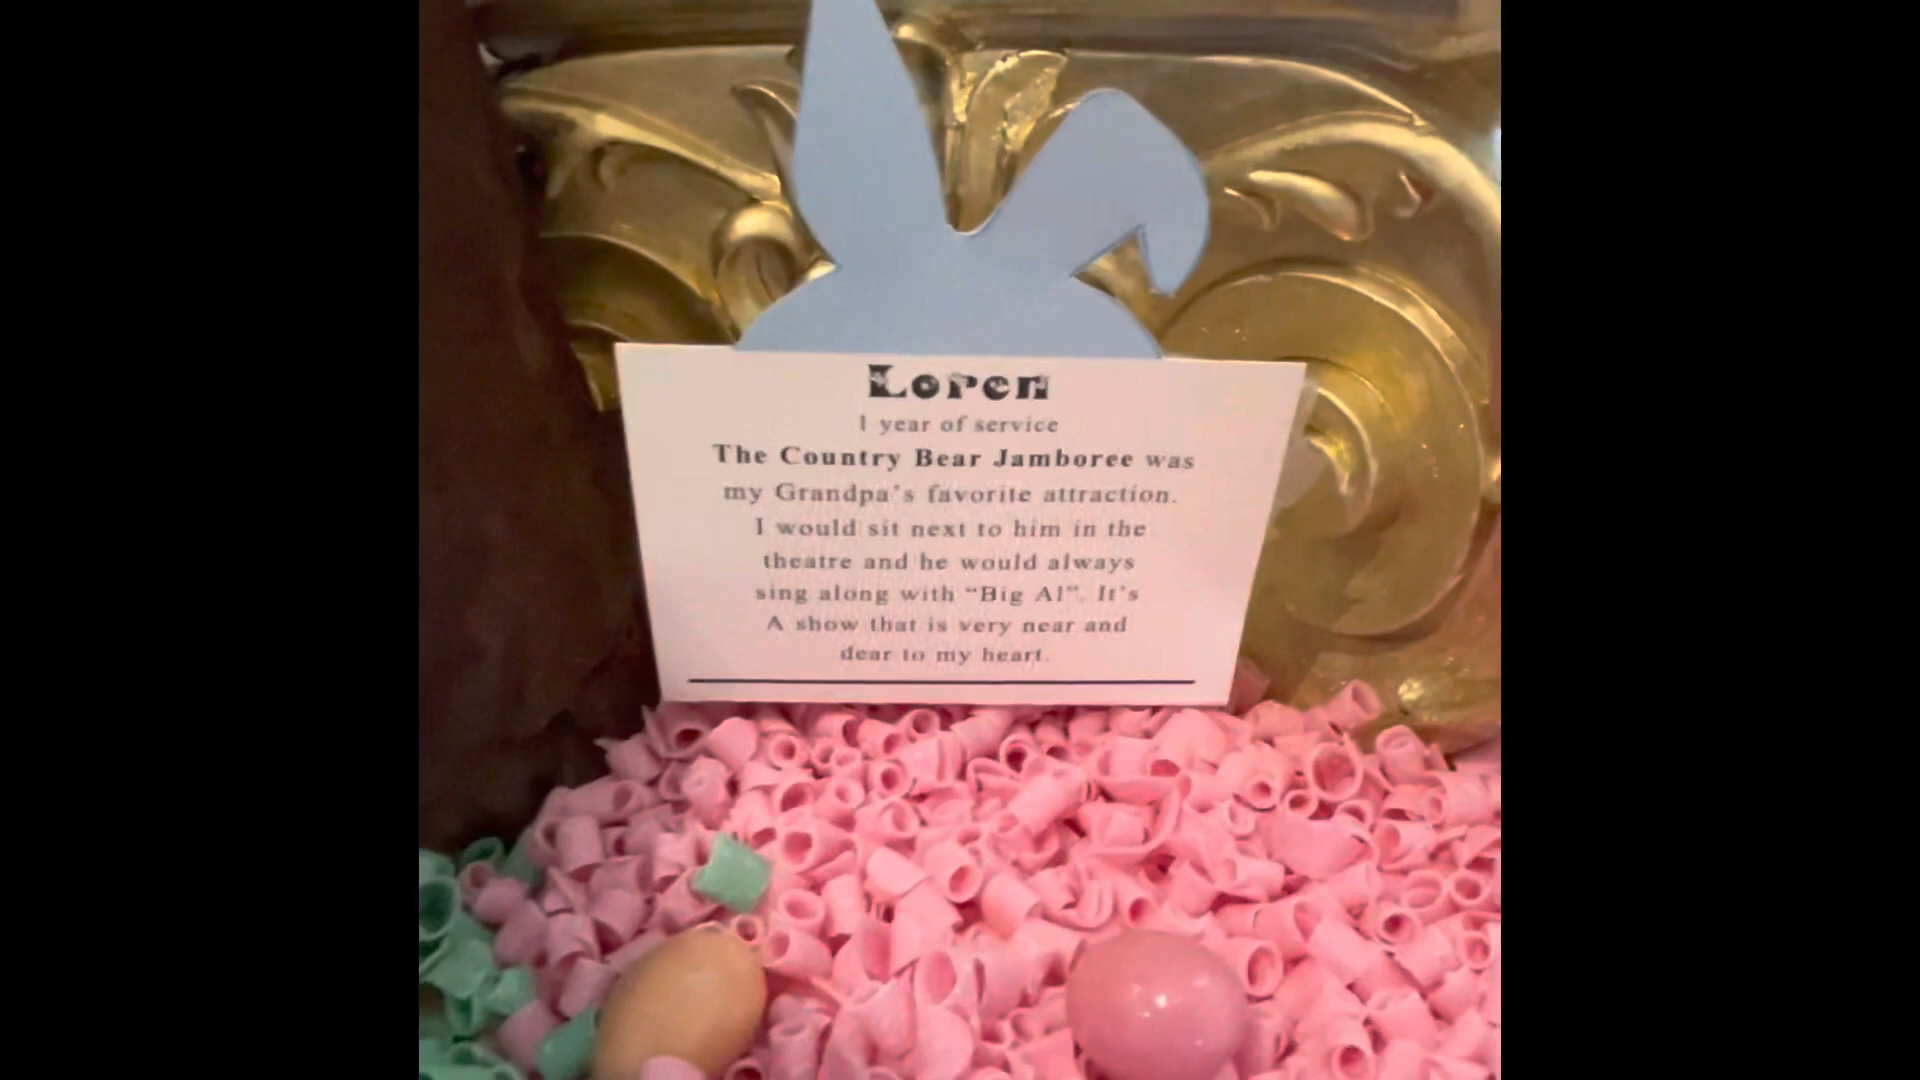 Loren
1 year of service
The Country Bear Jamboree was
my Grandpa's favorite attraction.
I would sit next to him in the
theatre and he would always
sing along with “Big Al”. It's
A show that is very near and
dear to my heart.